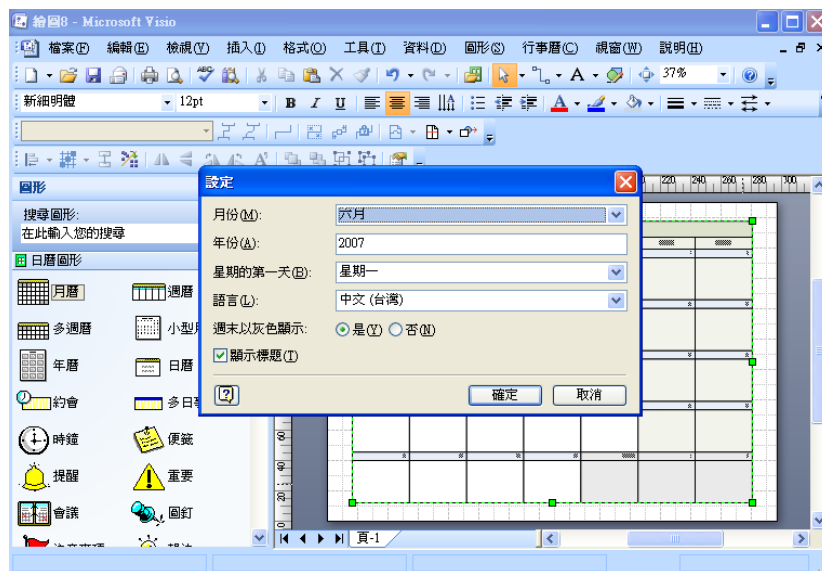 繪圖8 - Microsoft Visio
檔案(F) 編輯(E) 檢視(V) 插入(I) 格式(O) 工具(T) 資料(D) 圖形(S) 行事曆(C) 視窗(W) 說明(H)
37%
新細明體 12pt B I U
圖形
搜尋圖形:
在此輸入您的搜尋
日曆圖形
月曆 週曆
多週曆 小型
年曆 日曆
約會 多日
時鐘 便箋
提醒 重要
會議 圖釘
設定
月份(M): 六月
年份(A): 2007
星期的第一天(B): 星期一
語言(L): 中文 (台灣)
週末以灰色顯示: 是(Y) 否(N)
顯示標題(T)
確定 取消
220 240 260 280 300
頁-1